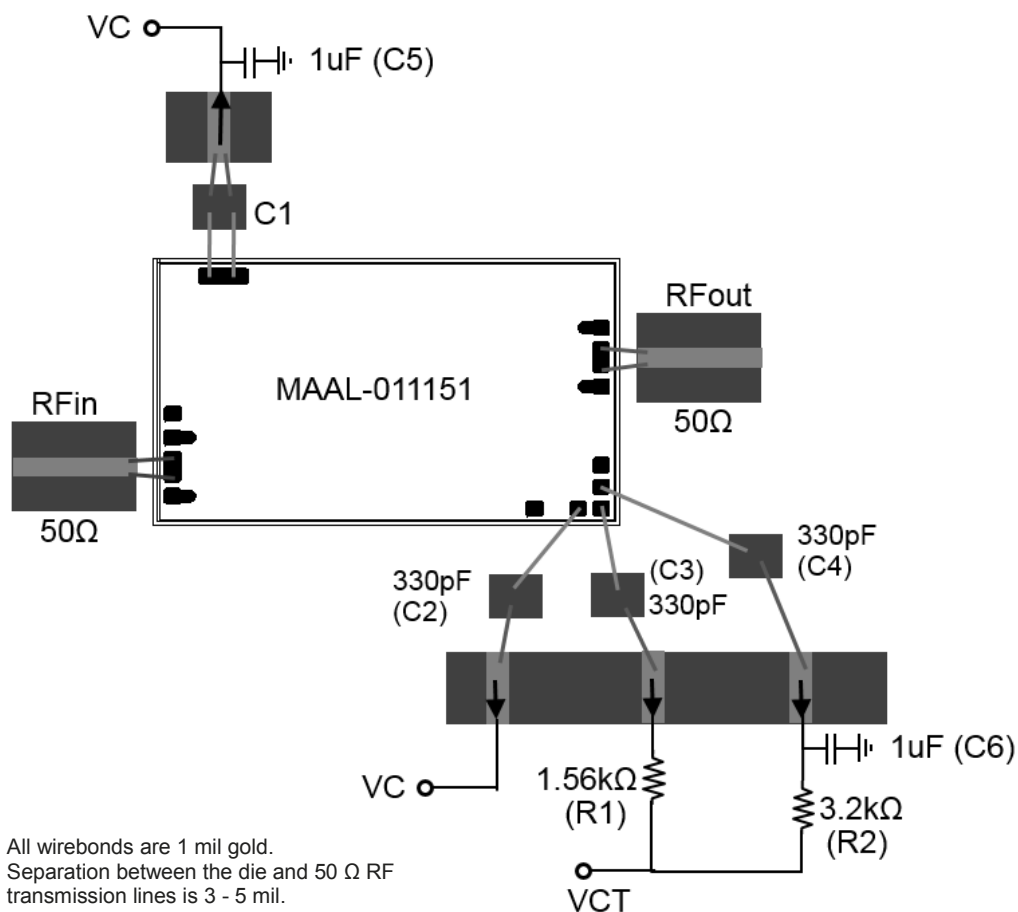 VC
1uF (C5)
C1
RFout
MAAL-011151
RFin
50Ω
50Ω
330pF
(C4)
330pF
(C2)
(C3)
330pF
1uF (C6)
VC
1.56kΩ
(R1)
3.2kΩ
(R2)
VCT
All wirebonds are 1 mil gold.
Separation between the die and 50 Ω RF
transmission lines is 3 - 5 mil.